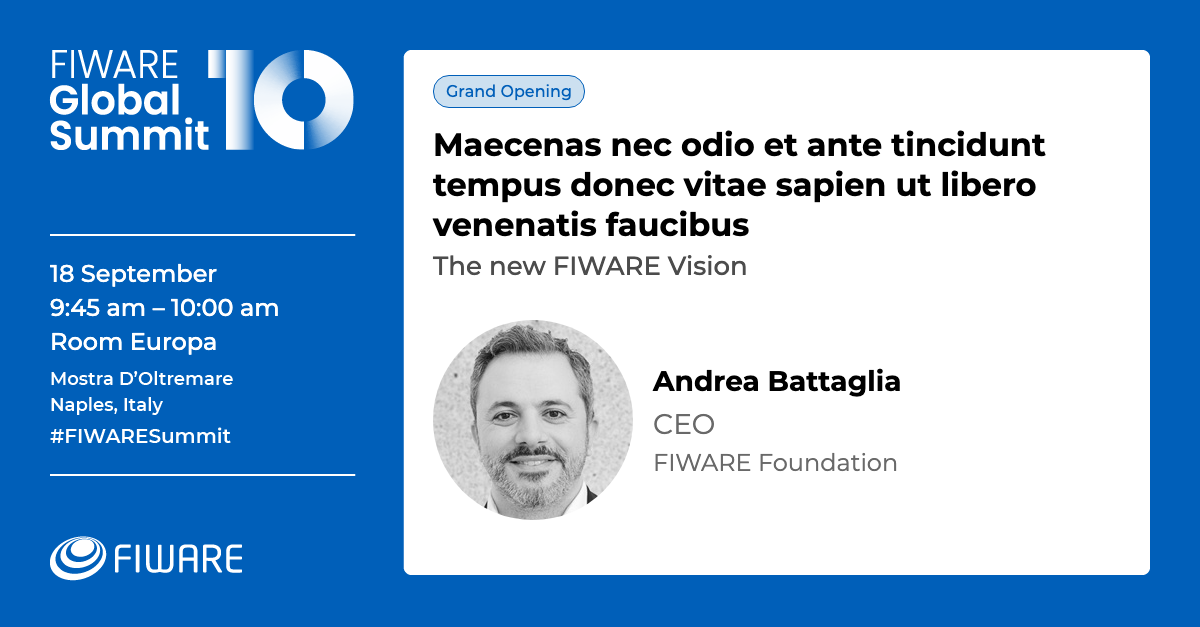 FIWARE
Global
Summit
10
18 September
9:45 am – 10:00 am
Room Europa
Mostra D’Oltremare
Naples, Italy
#FIWARESummit
FIWARE
Grand Opening
Maecenas nec odio et ante tincidunt
tempus donec vitae sapien ut libero
venenatis faucibus
The new FIWARE Vision
Andrea Battaglia
CEO
FIWARE Foundation